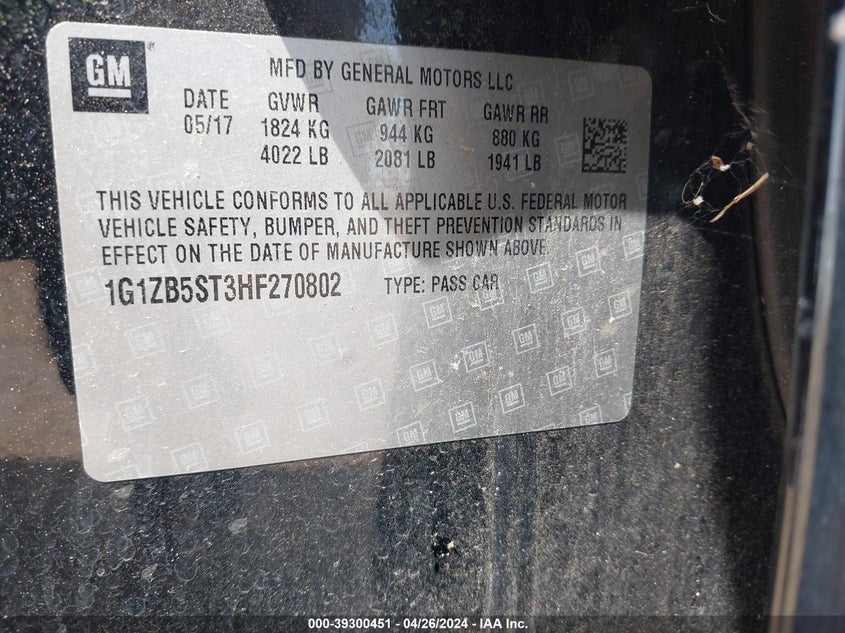 GM
MFD BY GENERAL MOTORS LLC
DATE GVWR GAWR FRT GAWR RR
05/17 1824 KG 944 KG 880 KG
4022 LB 2081 LB 1941 LB
THIS VEHICLE CONFORMS TO ALL APPLICABLE U.S. FEDERAL MOTOR
VEHICLE SAFETY, BUMPER, AND THEFT PREVENTION STANDARDS IN
EFFECT ON THE DATE OF MANUFACTURE SHOWN ABOVE.
1G1ZB5ST3HF270802 TYPE: PASS CAR
000-39300451 | 04/26/2024 - IAA Inc.